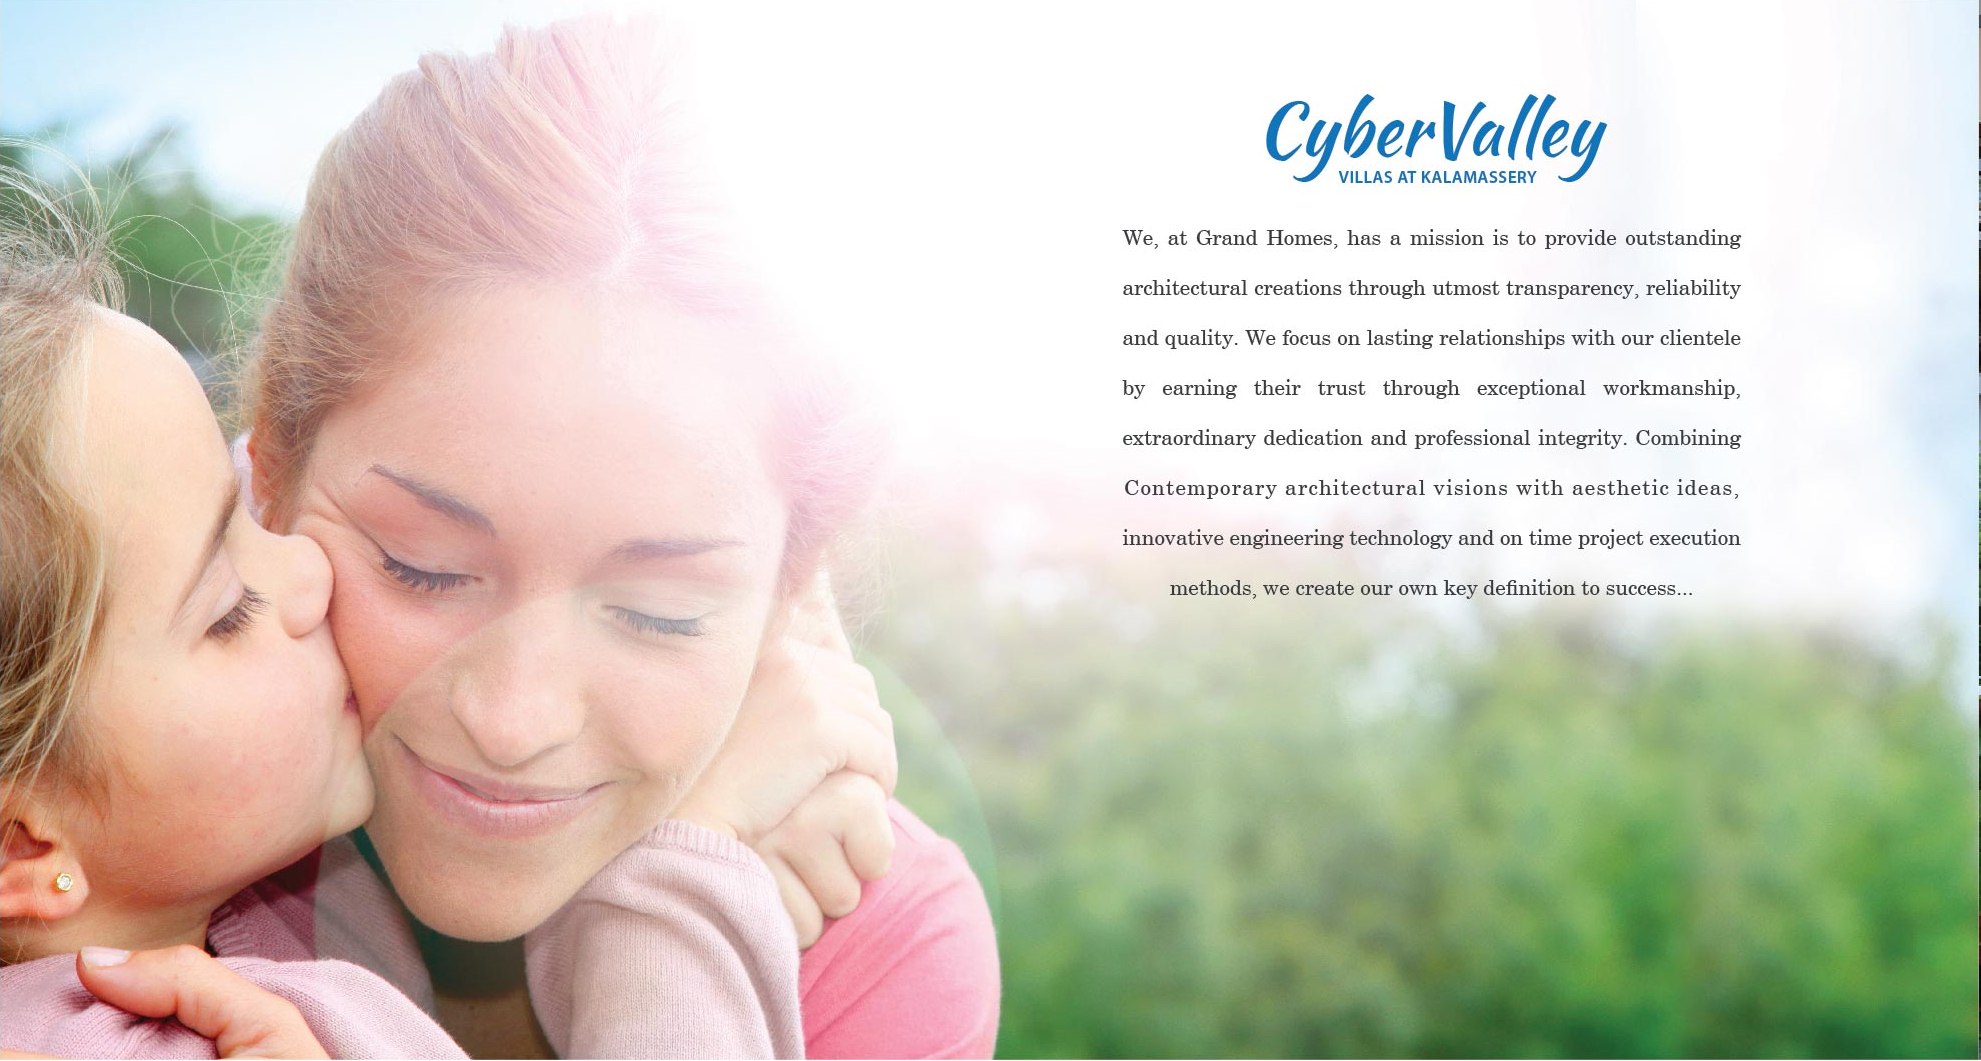 CyberValley
VILLAS AT KALAMASSERY
We, at Grand Homes, has a mission is to provide outstanding
architectural creations through utmost transparency, reliability
and quality. We focus on lasting relationships with our clientele
by earning their trust through exceptional workmanship,
extraordinary dedication and professional integrity. Combining
Contemporary architectural visions with aesthetic ideas,
innovative engineering technology and on time project execution
methods, we create our own key definition to success...